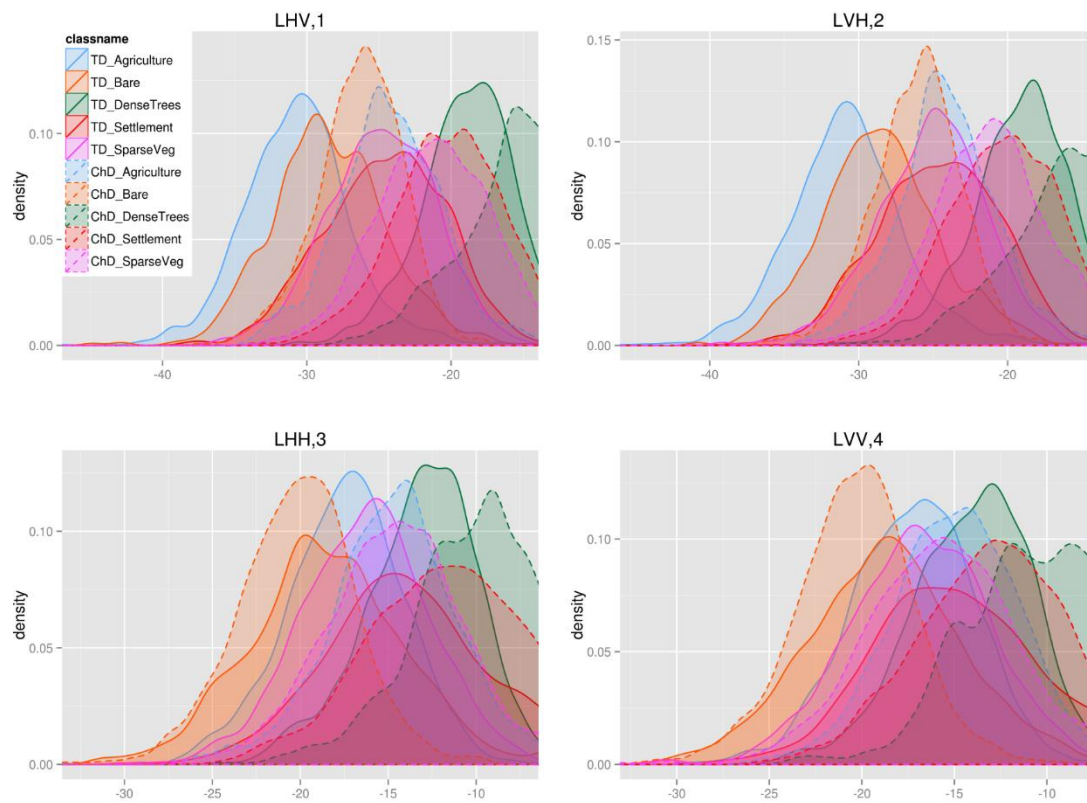 LHV,1
classname
TD_Agriculture
TD_Bare
TD_DenseTrees
TD_Settlement
TD_SparseVeg
ChD_Agriculture
ChD_Bare
ChD_DenseTrees
ChD_Settlement
ChD_SparseVeg
density
0.10
0.05
0.00
-40 -30 -20
LVH,2
density
0.15
0.10
0.05
0.00
-40 -30 -20
LHH,3
density
0.10
0.05
0.00
-30 -25 -20 -15 -10
LVV,4
density
0.10
0.05
0.00
-30 -25 -20 -15 -10